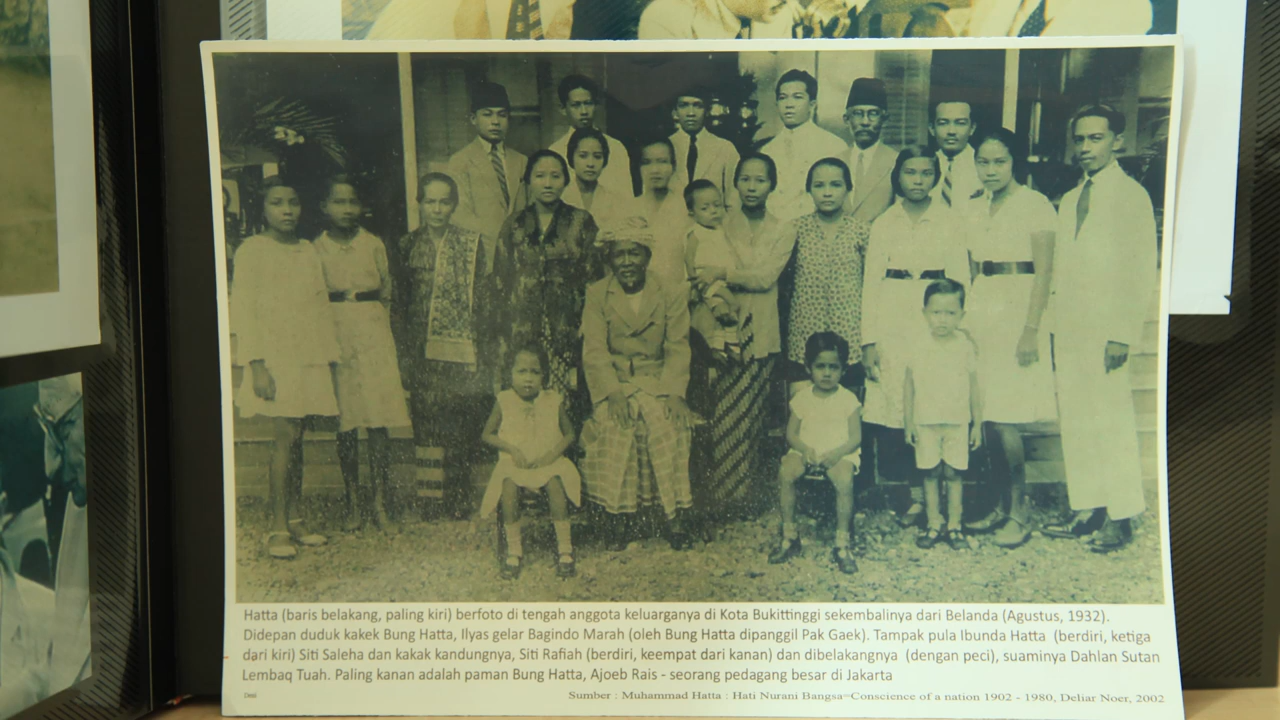 Hatta (baris belakang, paling kiri) berfoto di tengah anggota keluarganya di Kota Bukittinggi sekembalinya dari Belanda (Agustus, 1932).
Didepan duduk kakek Bung Hatta, Ilyas gelar Bagindo Marah (oleh Bung Hatta dipanggil Pak Gaek). Tampak pula Ibunda Hatta (berdiri, ketiga
dari kiri) Siti Saleha dan kakak kandungnya, Siti Rafiah (berdiri, keempat dari kanan) dan dibelakangnya (dengan peci), suaminya Dahlan Sutan
Lembaq Tuah. Paling kanan adalah paman Bung Hatta, Ajoeb Rais - seorang pedagang besar di Jakarta
Sumber : Muhammad Hatta : Hati Nurani Bangsa=Conscience of a nation 1902 - 1980, Deliar Noer, 2002